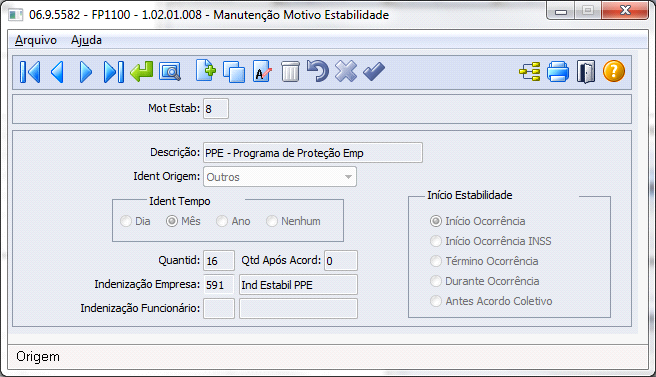 06.9.5582 - FP1100 - 1.02.01.008 - Manutenção Motivo Estabilidade
Arquivo Ajuda
Mot Estab: 8
Descrição: PPE - Programa de Proteção Emp
Ident Origem: Outros
Ident Tempo
Dia Mês Ano Nenhum
Quantid: 16 Qtd Após Acord: 0
Indenização Empresa: 591 Ind Estabil PPE
Indenização Funcionário:
Início Estabilidade
Início Ocorrência
Início Ocorrência INSS
Término Ocorrência
Durante Ocorrência
Antes Acordo Coletivo
Origem